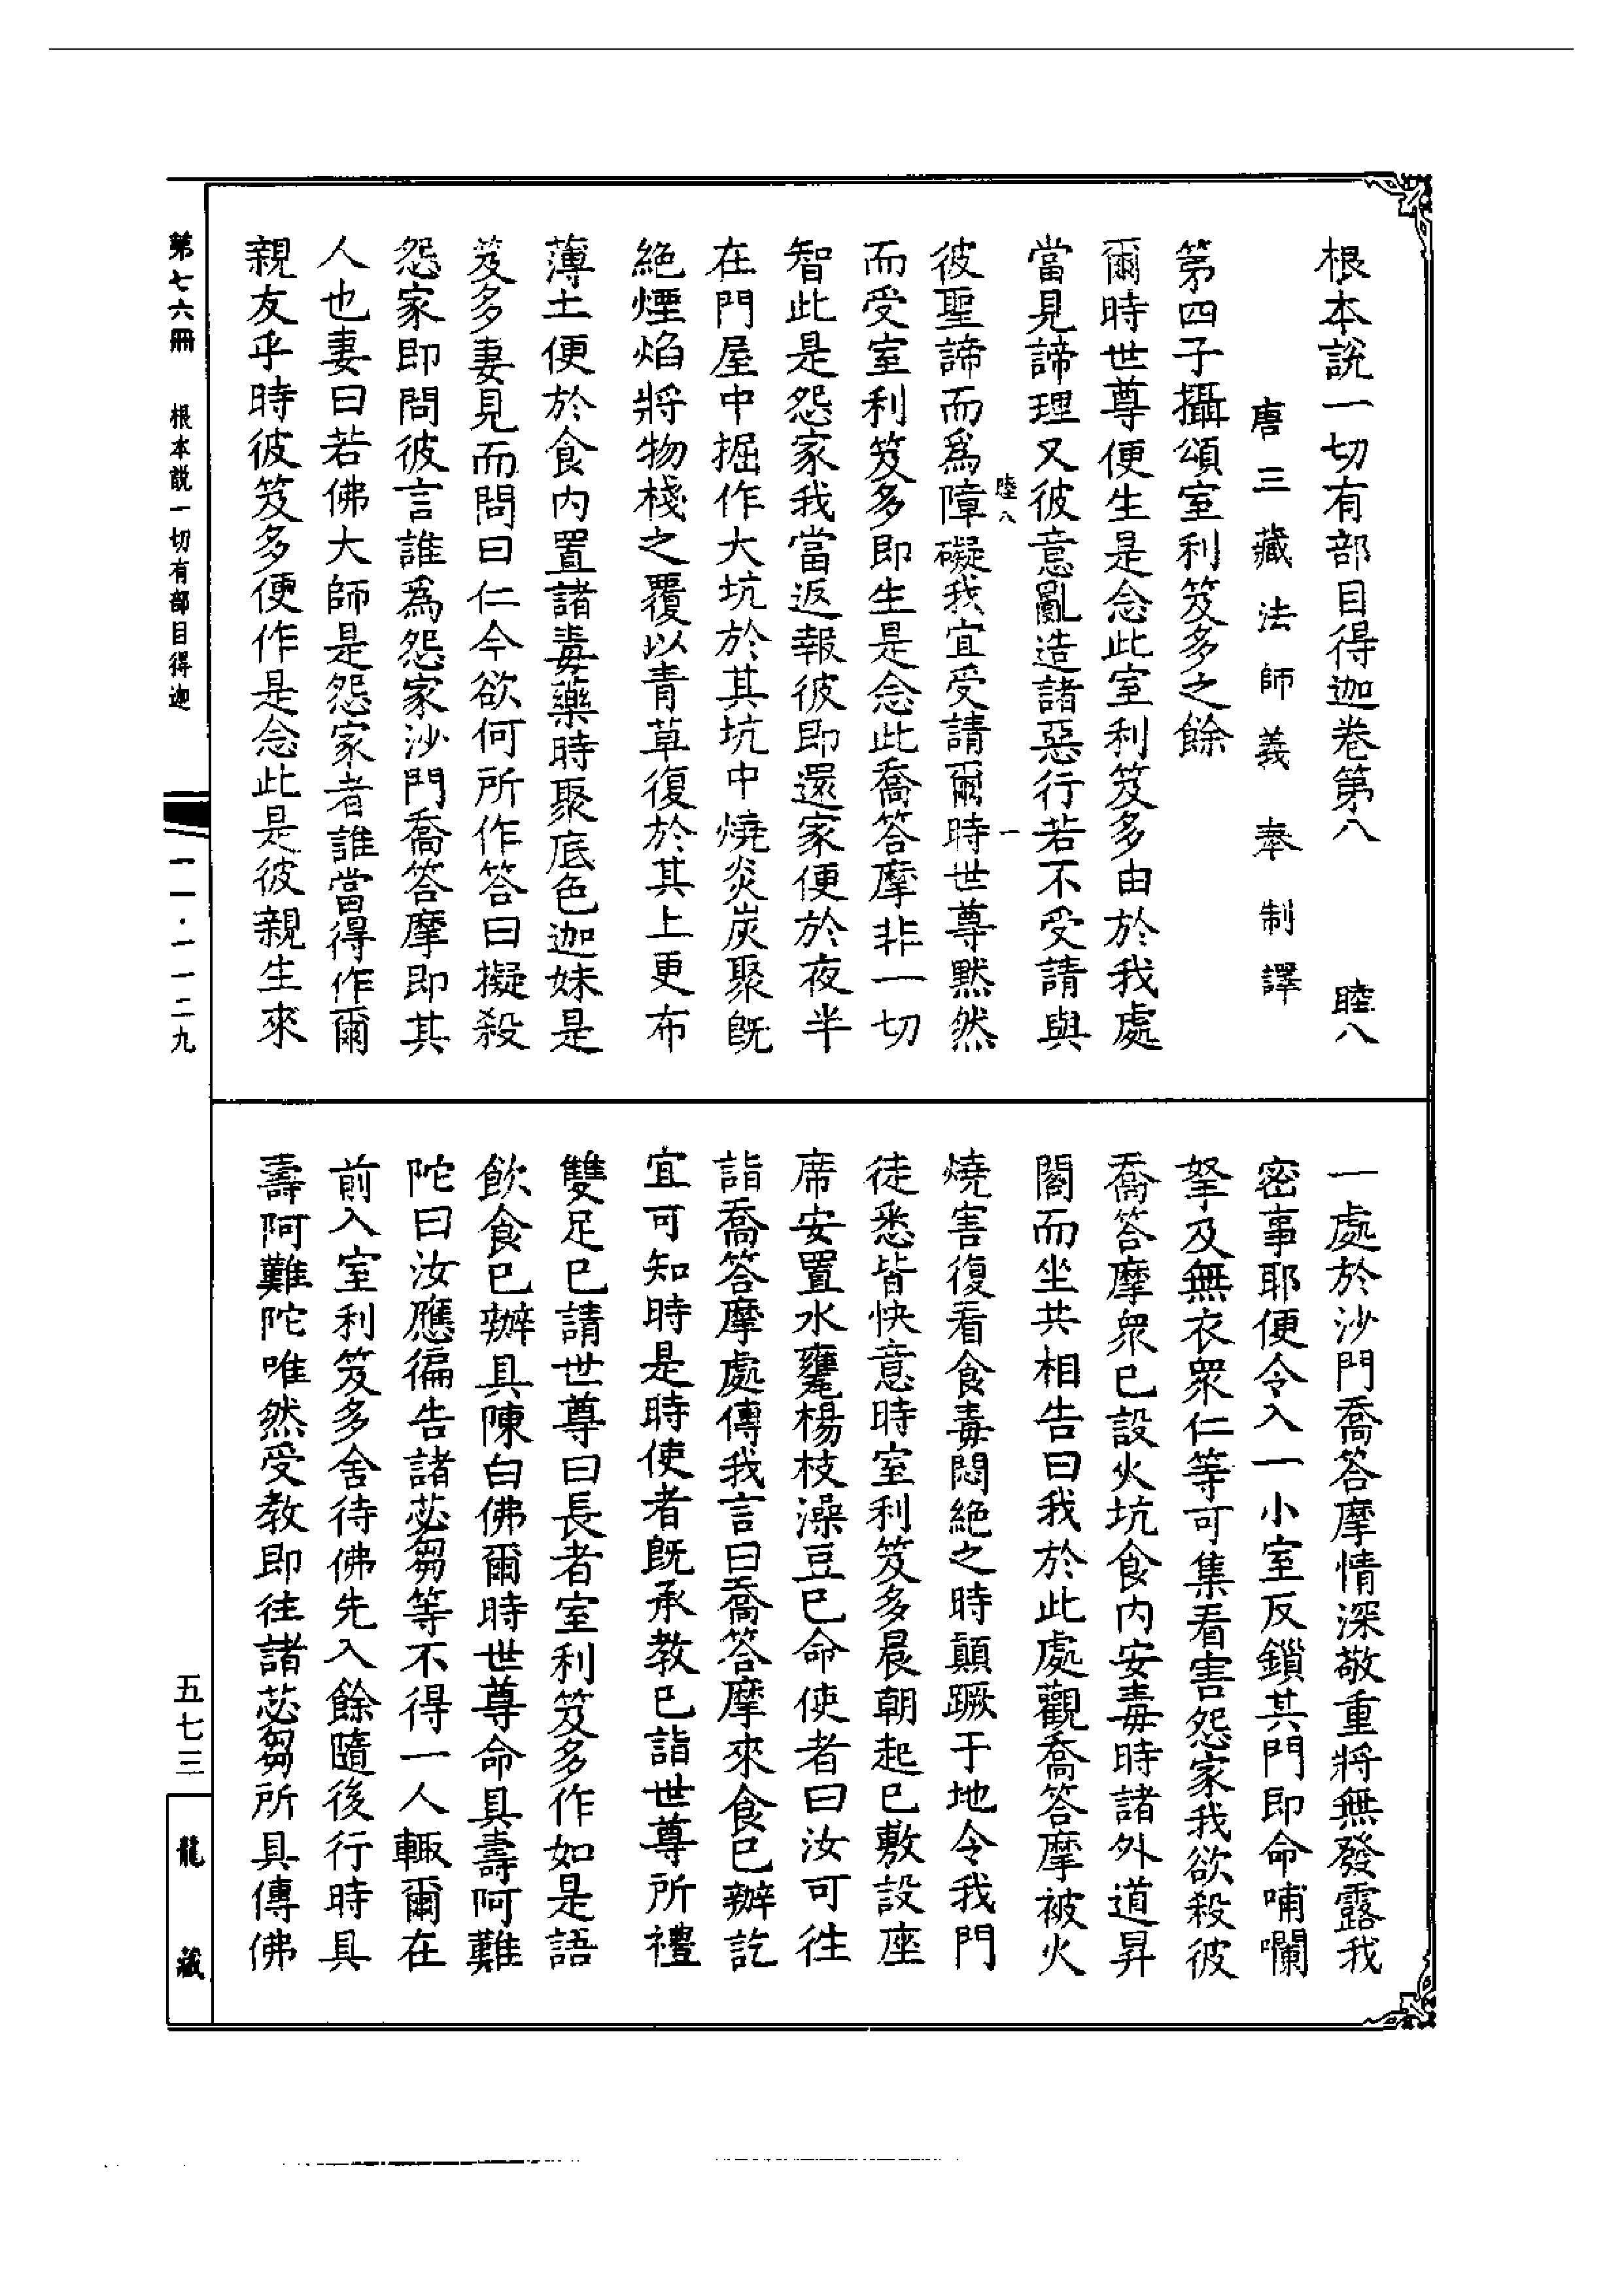 根本說一切有部目得迦卷第八 睦八
唐三藏法師義奉制譯
第四子攝頌室利笈多之餘
爾時世尊便生是念此室利笈多由於我處
當見諦理又彼意亂造諸惡行若不受請與
睦八 一
彼聖諦而爲障礙我宜受請爾時世尊默然
而受室利笈多即生是念此喬答摩非一切
智此是怨家我當返報彼即還家便於夜半
在門屋中掘作大坑於其坑中燒炎炭聚旣
絕煙焰將物棧之覆以青草復於其上更布
薄土便於食內置諸毒藥時聚底色迦妹是
笈多妻見而問曰仁今欲何所作答曰擬殺
怨家即問彼言誰爲怨家沙門喬答摩即其
人也妻曰若佛大師是怨家者誰當得作爾
親友乎時彼笈多便作是念此是彼親生來
一處於沙門喬答摩情深敬重將無發露我
密事耶便令入一小室反鎖其門即命哺囒
拏及無衣衆仁等可集看害怨家我欲殺彼
喬答摩衆已設火坑食內安毒時諸外道昇
閣而坐共相告曰我於此處觀喬答摩被火
燒害復看食毒悶絕之時顛蹶于地令我門
徒悉皆快意時室利笈多晨朝起已敷設座
席安置水罋楊枝澡豆已命使者曰汝可往
詣喬答摩處傳我言曰喬答摩來食已辦訖
宜可知時是時使者旣承教已詣世尊所禮
雙足已請世尊曰長者室利笈多作如是語
飲食已辦具陳白佛爾時世尊命具壽阿難
陀曰汝應徧告諸苾芻等不得一人輒爾在
前入室利笈多舍待佛先入餘隨後行時具
壽阿難陀唯然受教即往諸苾芻所具傳佛
第七六冊 根本說一切有部目得迦
一一·一一二九
五七三
龍藏